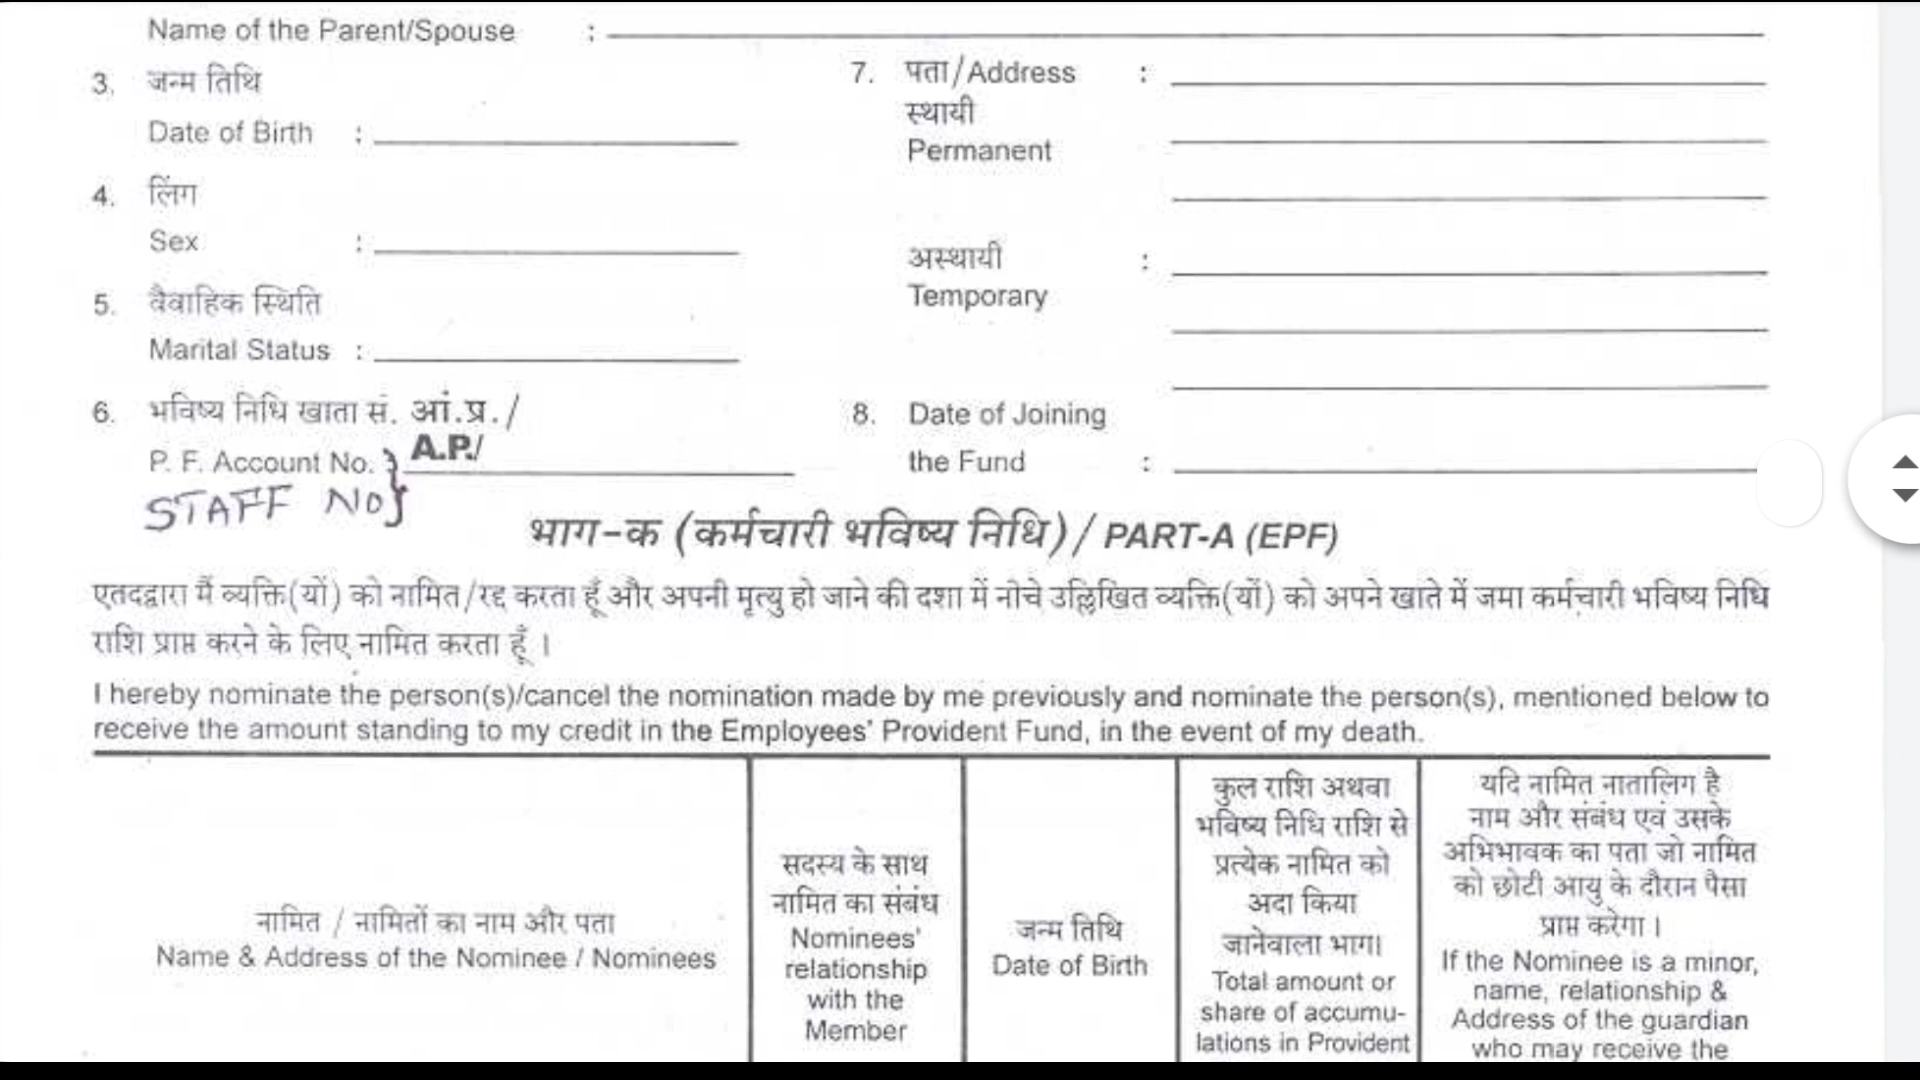 Name of the Parent/Spouse :
3. जन्म तिथि
Date of Birth :
4. लिंग
Sex :
5. वैवाहिक स्थिति
Marital Status :
6. भविष्य निधि खाता सं. आं.प्र./
P. F. Account No. A.P./
STAFF NO
7. पता/Address :
स्थायी
Permanent
अस्थायी :
Temporary
8. Date of Joining
the Fund :
भाग-क (कर्मचारी भविष्य निधि) / PART-A (EPF)
एतदद्वारा मैं व्यक्ति(यों) को नामित/रद्द करता हूँ और अपनी मृत्यु हो जाने की दशा में नोचे उल्लिखित व्यक्ति(यों) को अपने खाते में जमा कर्मचारी भविष्य निधि
राशि प्राप्त करने के लिए नामित करता हूँ ।
I hereby nominate the person(s)/cancel the nomination made by me previously and nominate the person(s), mentioned below to
receive the amount standing to my credit in the Employees' Provident Fund, in the event of my death.
नामित / नामितों का नाम और पता
Name & Address of the Nominee / Nominees
सदस्य के साथ
नामित का संबंध
Nominees'
relationship
with the
Member
जन्म तिथि
Date of Birth
कुल राशि अथवा
भविष्य निधि राशि से
प्रत्येक नामित को
अदा किया
जानेवाला भाग।
Total amount or
share of accumu-
lations in Provident
यदि नामित नातालिग है
नाम और संबंध एवं उसके
अभिभावक का पता जो नामित
को छोटी आयु के दौरान पैसा
प्राप्त करेगा ।
If the Nominee is a minor,
name, relationship &
Address of the guardian
who may receive the